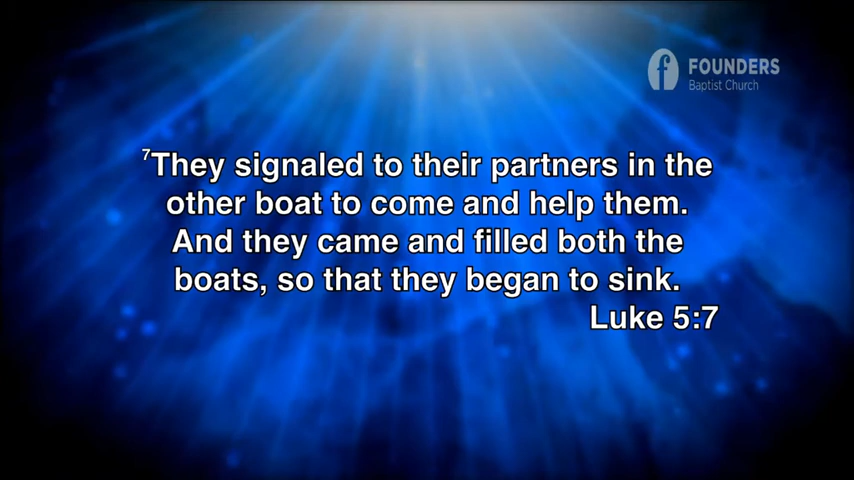 FOUNDERS
Baptist Church
7They signaled to their partners in the
other boat to come and help them.
And they came and filled both the
boats, so that they began to sink.
Luke 5:7